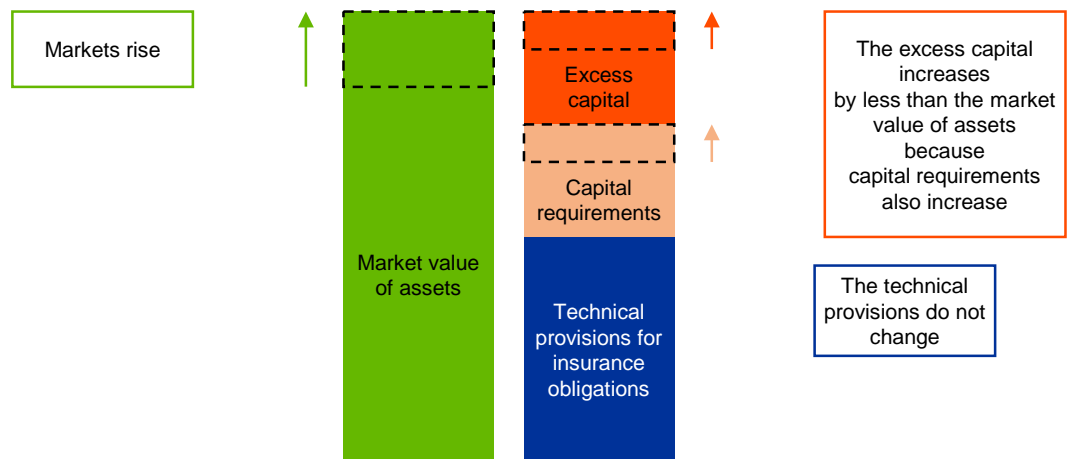 Markets rise
Market value
of assets
Excess
capital
Capital
requirements
Technical
provisions for
insurance
obligations
The excess capital
increases
by less than the market
value of assets
because
capital requirements
also increase
The technical
provisions do not
change